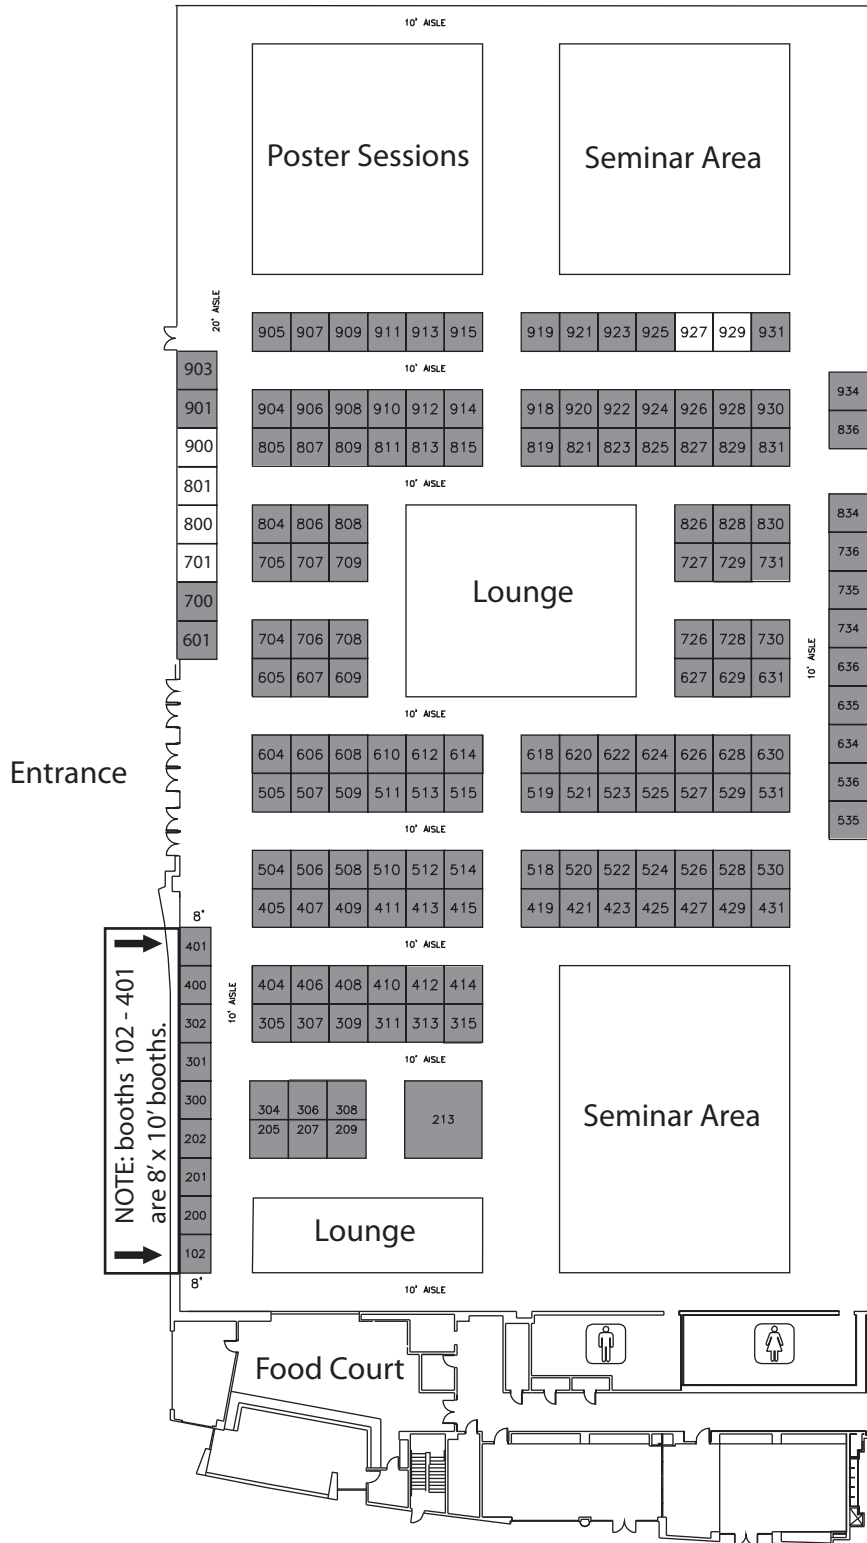 10' AISLE
Poster Sessions
Seminar Area
20' AISLE
905 907 909 911 913 915
919 921 923 925 927 929 931
903
901
900
801
800
701
700
601
10' AISLE
904 906 908 910 912 914
805 807 809 811 813 815
918 920 922 924 926 928 930
819 821 823 825 827 829 831
934
836
10' AISLE
804 806 808
705 707 709
Lounge
826 828 830
727 729 731
834
736
735
734
636
635
634
536
535
704 706 708
605 607 609
726 728 730
627 629 631
10' AISLE
10' AISLE
Entrance
604 606 608 610 612 614
505 507 509 511 513 515
618 620 622 624 626 628 630
519 521 523 525 527 529 531
10' AISLE
504 506 508 510 512 514
405 407 409 411 413 415
518 520 522 524 526 528 530
419 421 423 425 427 429 431
8'
401
400
302
301
300
202
201
200
102
8'
NOTE: booths 102 - 401
are 8' x 10' booths.
10' AISLE
10' AISLE
404 406 408 410 412 414
305 307 309 311 313 315
10' AISLE
304 306 308
205 207 209
213
Seminar Area
Lounge
10' AISLE
Food Court